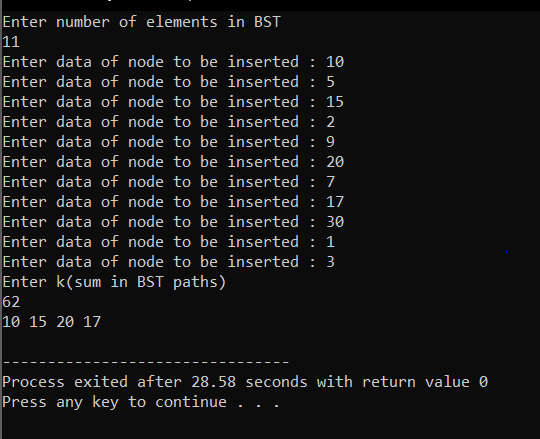 Enter number of elements in BST
11
Enter data of node to be inserted : 10
Enter data of node to be inserted : 5
Enter data of node to be inserted : 15
Enter data of node to be inserted : 2
Enter data of node to be inserted : 9
Enter data of node to be inserted : 20
Enter data of node to be inserted : 7
Enter data of node to be inserted : 17
Enter data of node to be inserted : 30
Enter data of node to be inserted : 1
Enter data of node to be inserted : 3
Enter k(sum in BST paths)
62
10 15 20 17
--------------------------------
Process exited after 28.58 seconds with return value 0
Press any key to continue . . .